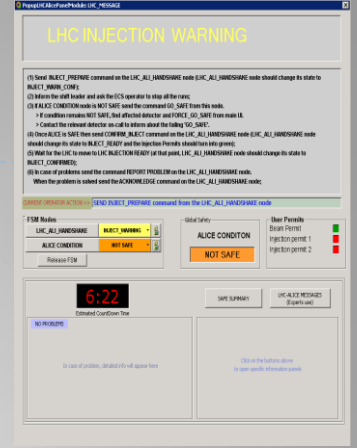 PopupLHCAlicePanelModule: LHC_MESSAGE
LHC INJECTION WARNING
(1) Send INJECT_PREPARE command on the LHC_ALI_HANDSHAKE node (LHC_ALI_HANDSHAKE node should change its state to
INJECT_WARN_CONF);
(2) Inform the shift leader and ask the ECS operator to stop all the runs;
(3) If ALICE CONDITION node is NOT SAFE send the command GO_SAFE from this node.
> If condition remains NOT SAFE, find affected detector and FORCE_GO_SAFE from main UI.
> Contact the relevant detector on-call to inform about the failing 'GO_SAFE'.
(4) Once ALICE is SAFE then send CONFIRM_INJECT command on the LHC_ALI_HANDSHAKE node (LHC_ALI_HANDSHAKE node
should change its state to INJECT_READY and the Injection Permits should turn into green);
(5) Wait for the LHC to move to LHC INJECTION READY (at that point, LHC_ALI_HANDSHAKE node should change its state to
INJECT_CONFIRMED);
(6) In case of problems send the command REPORT PROBLEM on the LHC_ALI_HANDSHAKE node.
When the problem is solved send the ACKNOWLEDGE command on the LHC_ALI_HANDSHAKE node;
CURRENT OPERATOR ACTION => SEND INJECT_PREPARE command from the LHC_ALI_HANDSHAKE node
FSM Nodes
LHC_ALI_HANDSHAKE INJECT_WARNING
ALICE CONDITION NOT SAFE
Release FSM
Global Safety
ALICE CONDITON
NOT SAFE
User Permits
Beam Permit
Injection permit 1
Injection permit 2
6:22
Estimated CountDown Time
SAFE SUMMARY
LHC-ALICE MESSAGES
(Experts use)
NO PROBLEMS
In case of problem, detailed info will appear here
Click on the buttons above
to open specific information panels